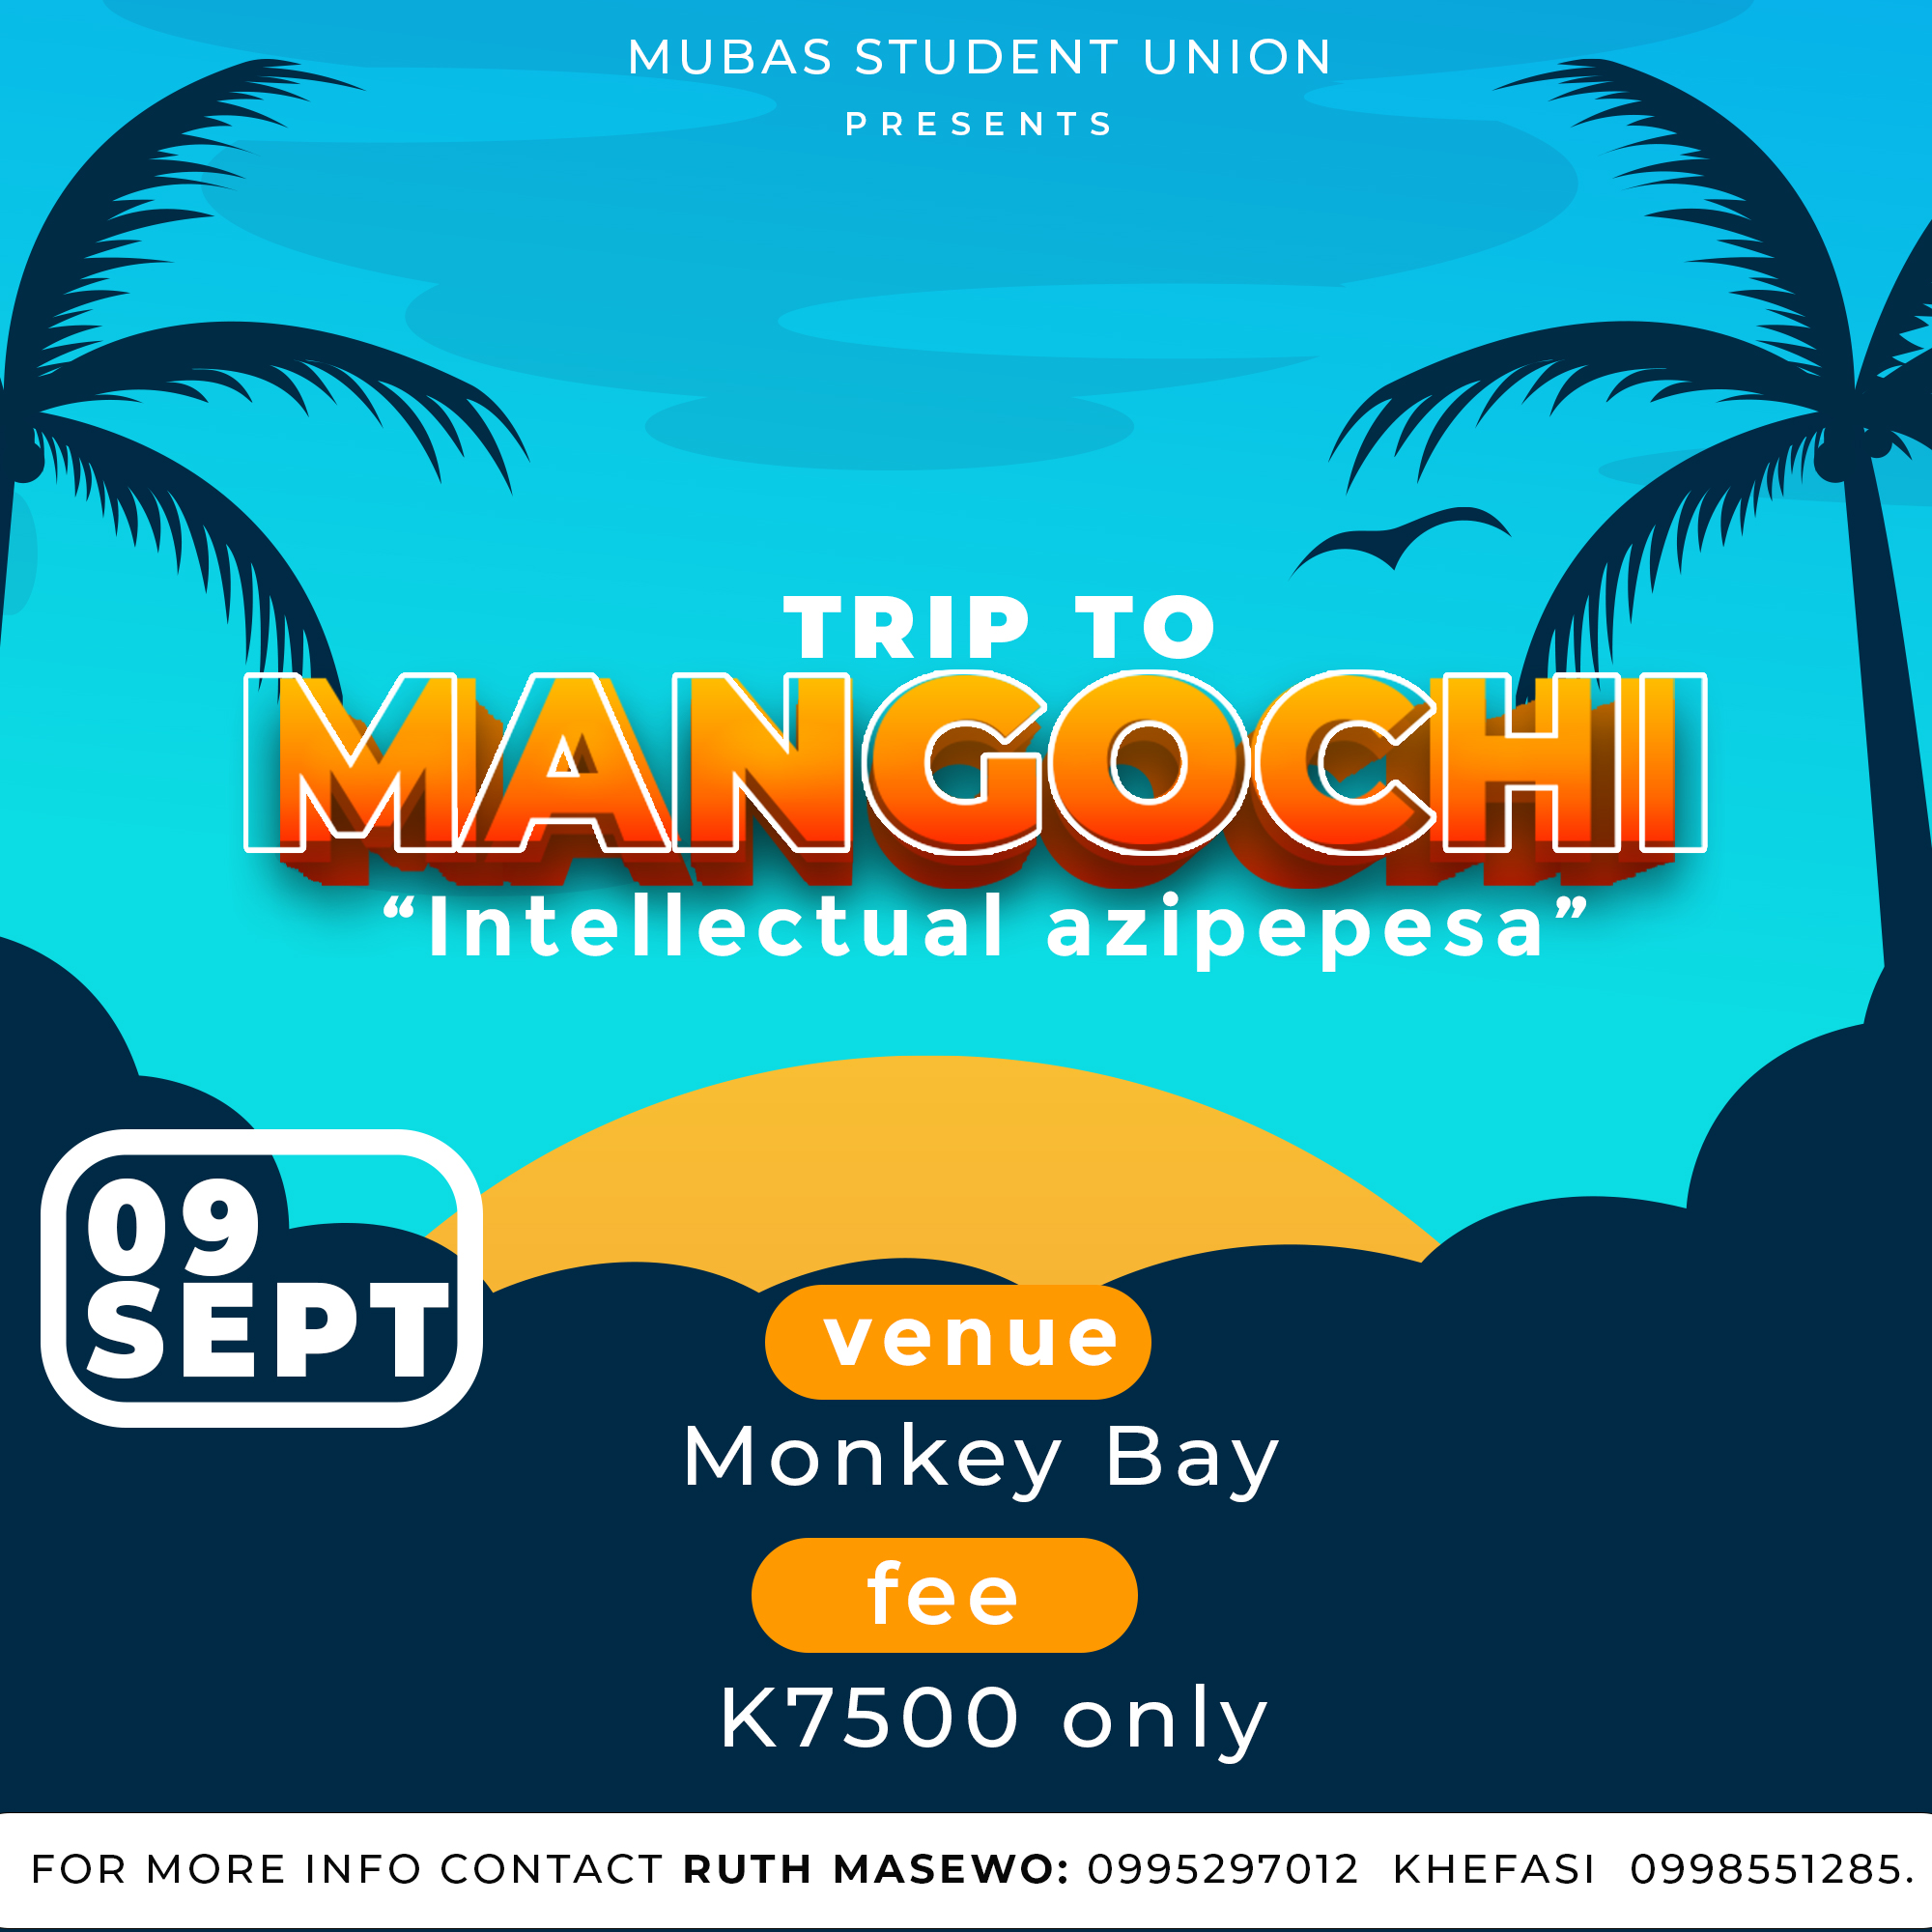 MUBAS STUDENT UNION
PRESENTS
TRIP TO
MANGOCHI
“Intellectual azipepesa”
09
SEPT
venue
Monkey Bay
fee
K7500 only
FOR MORE INFO CONTACT RUTH MASEWO: 0995297012 KHEFASI 0998551285.